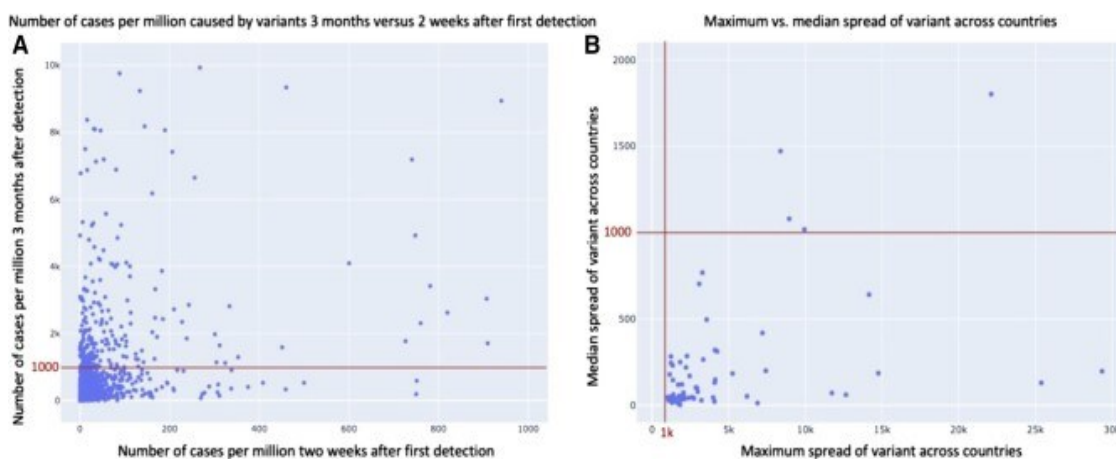 Number of cases per million caused by variants 3 months versus 2 weeks after first detection
Maximum vs. median spread of variant across countries
A
B
Number of cases per million 3 months after detection
10k
8k
6k
4k
2k
1000
0
0
200
400
600
800
1000
Number of cases per million two weeks after first detection
Median spread of variant across countries
2000
1500
1000
500
0
0
1k
5k
10k
15k
20k
25k
Maximum spread of variant across countries